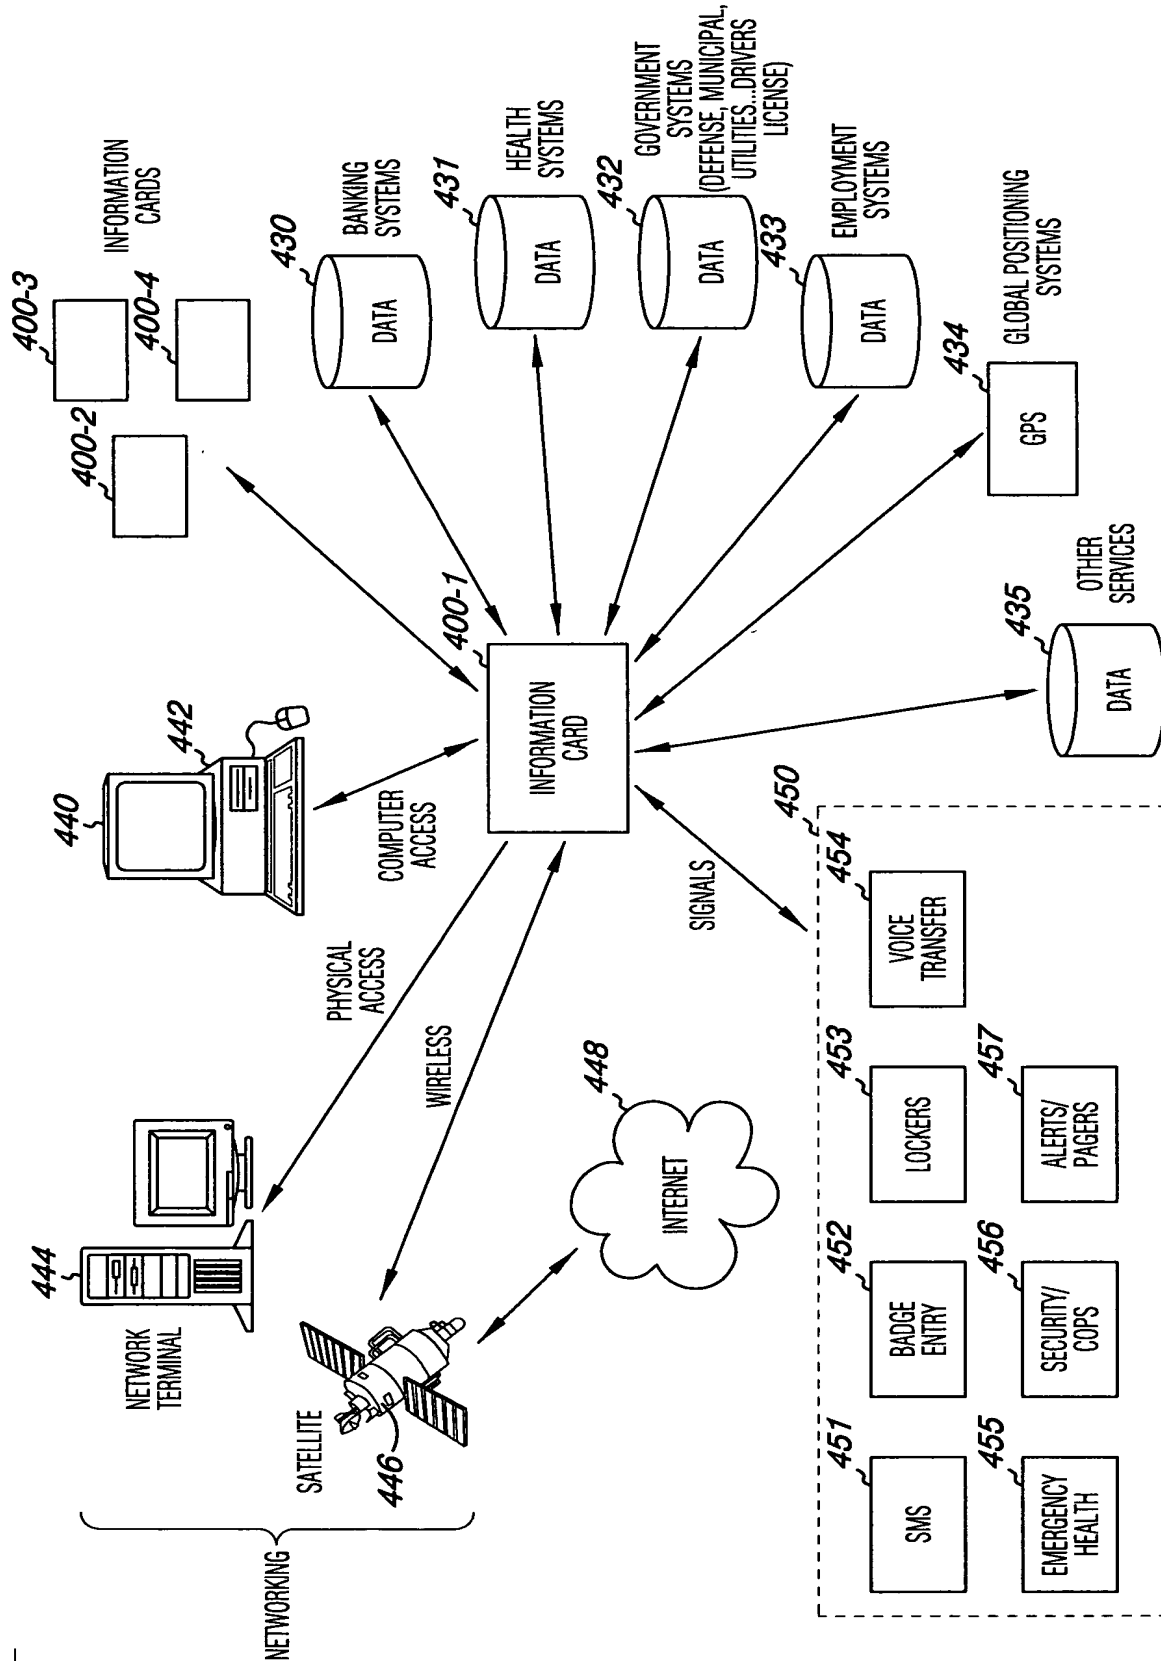 NETWORKING
444
NETWORK
TERMINAL
SATELLITE
446
PHYSICAL
ACCESS
WIRELESS
448
INTERNET
440
442
COMPUTER
ACCESS
400-1
INFORMATION
CARD
400-2
400-3
400-4
INFORMATION
CARDS
430
DATA
BANKING
SYSTEMS
431
DATA
HEALTH
SYSTEMS
432
DATA
GOVERNMENT
SYSTEMS
(DEFENSE, MUNICIPAL,
UTILITIES...DRIVERS
LICENSE)
433
DATA
EMPLOYMENT
SYSTEMS
434
GPS
GLOBAL POSITIONING
SYSTEMS
435
DATA
OTHER
SERVICES
SIGNALS
450
451
SMS
452
BADGE
ENTRY
453
LOCKERS
454
VOICE
TRANSFER
455
EMERGENCY
HEALTH
456
SECURITY/
COPS
457
ALERTS/
PAGERS